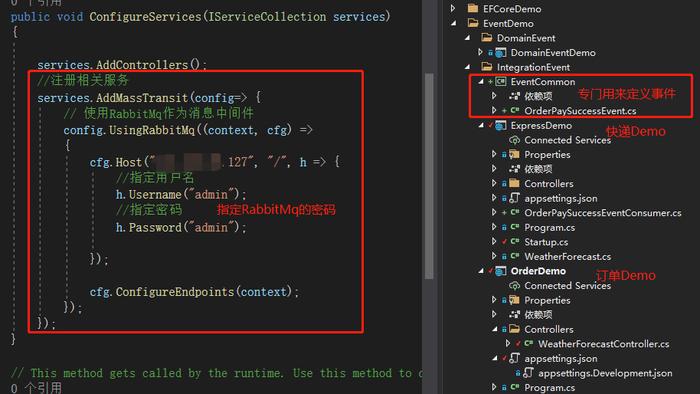 0 个引用
public void ConfigureServices(IServiceCollection services)
{
services.AddControllers();
//注册相关服务
services.AddMassTransit(config=> {
// 使用RabbitMq作为消息中间件
config.UsingRabbitMq((context, cfg) =>
{
cfg.Host(" .127", "/", h => {
//指定用户名
h.Username("admin");
//指定密码 指定RabbitMq的密码
h.Password("admin");
});
cfg.ConfigureEndpoints(context);
});
});
}
// This method gets called by the runtime. Use this method to
0 个引用
EFCoreDemo
EventDemo
DomainEvent
DomainEventDemo
IntegrationEvent
EventCommon
依赖项 专门用来定义事件
OrderPaySuccessEvent.cs
ExpressDemo 快递Demo
Connected Services
Properties
依赖项
Controllers
appsettings.json
OrderPaySuccessEventConsumer.cs
Program.cs
Startup.cs
WeatherForecast.cs
OrderDemo 订单Demo
Connected Services
Properties
依赖项
Controllers
WeatherForecastController.cs
appsettings.json
appsettings.Development.json
Program.cs